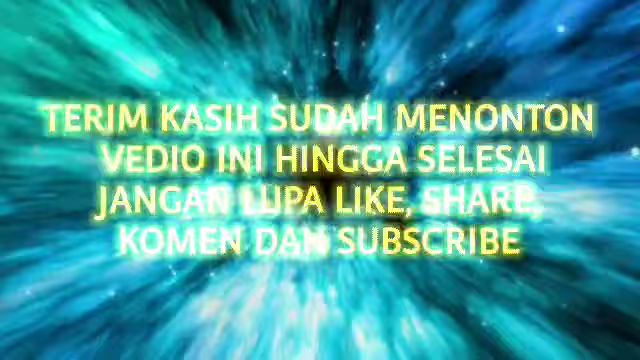 TERIM KASIH SUDAH MENONTON
VEDIO INI HINGGA SELESAI
JANGAN LUPA LIKE, SHARE,
KOMEN DAN SUBSCRIBE